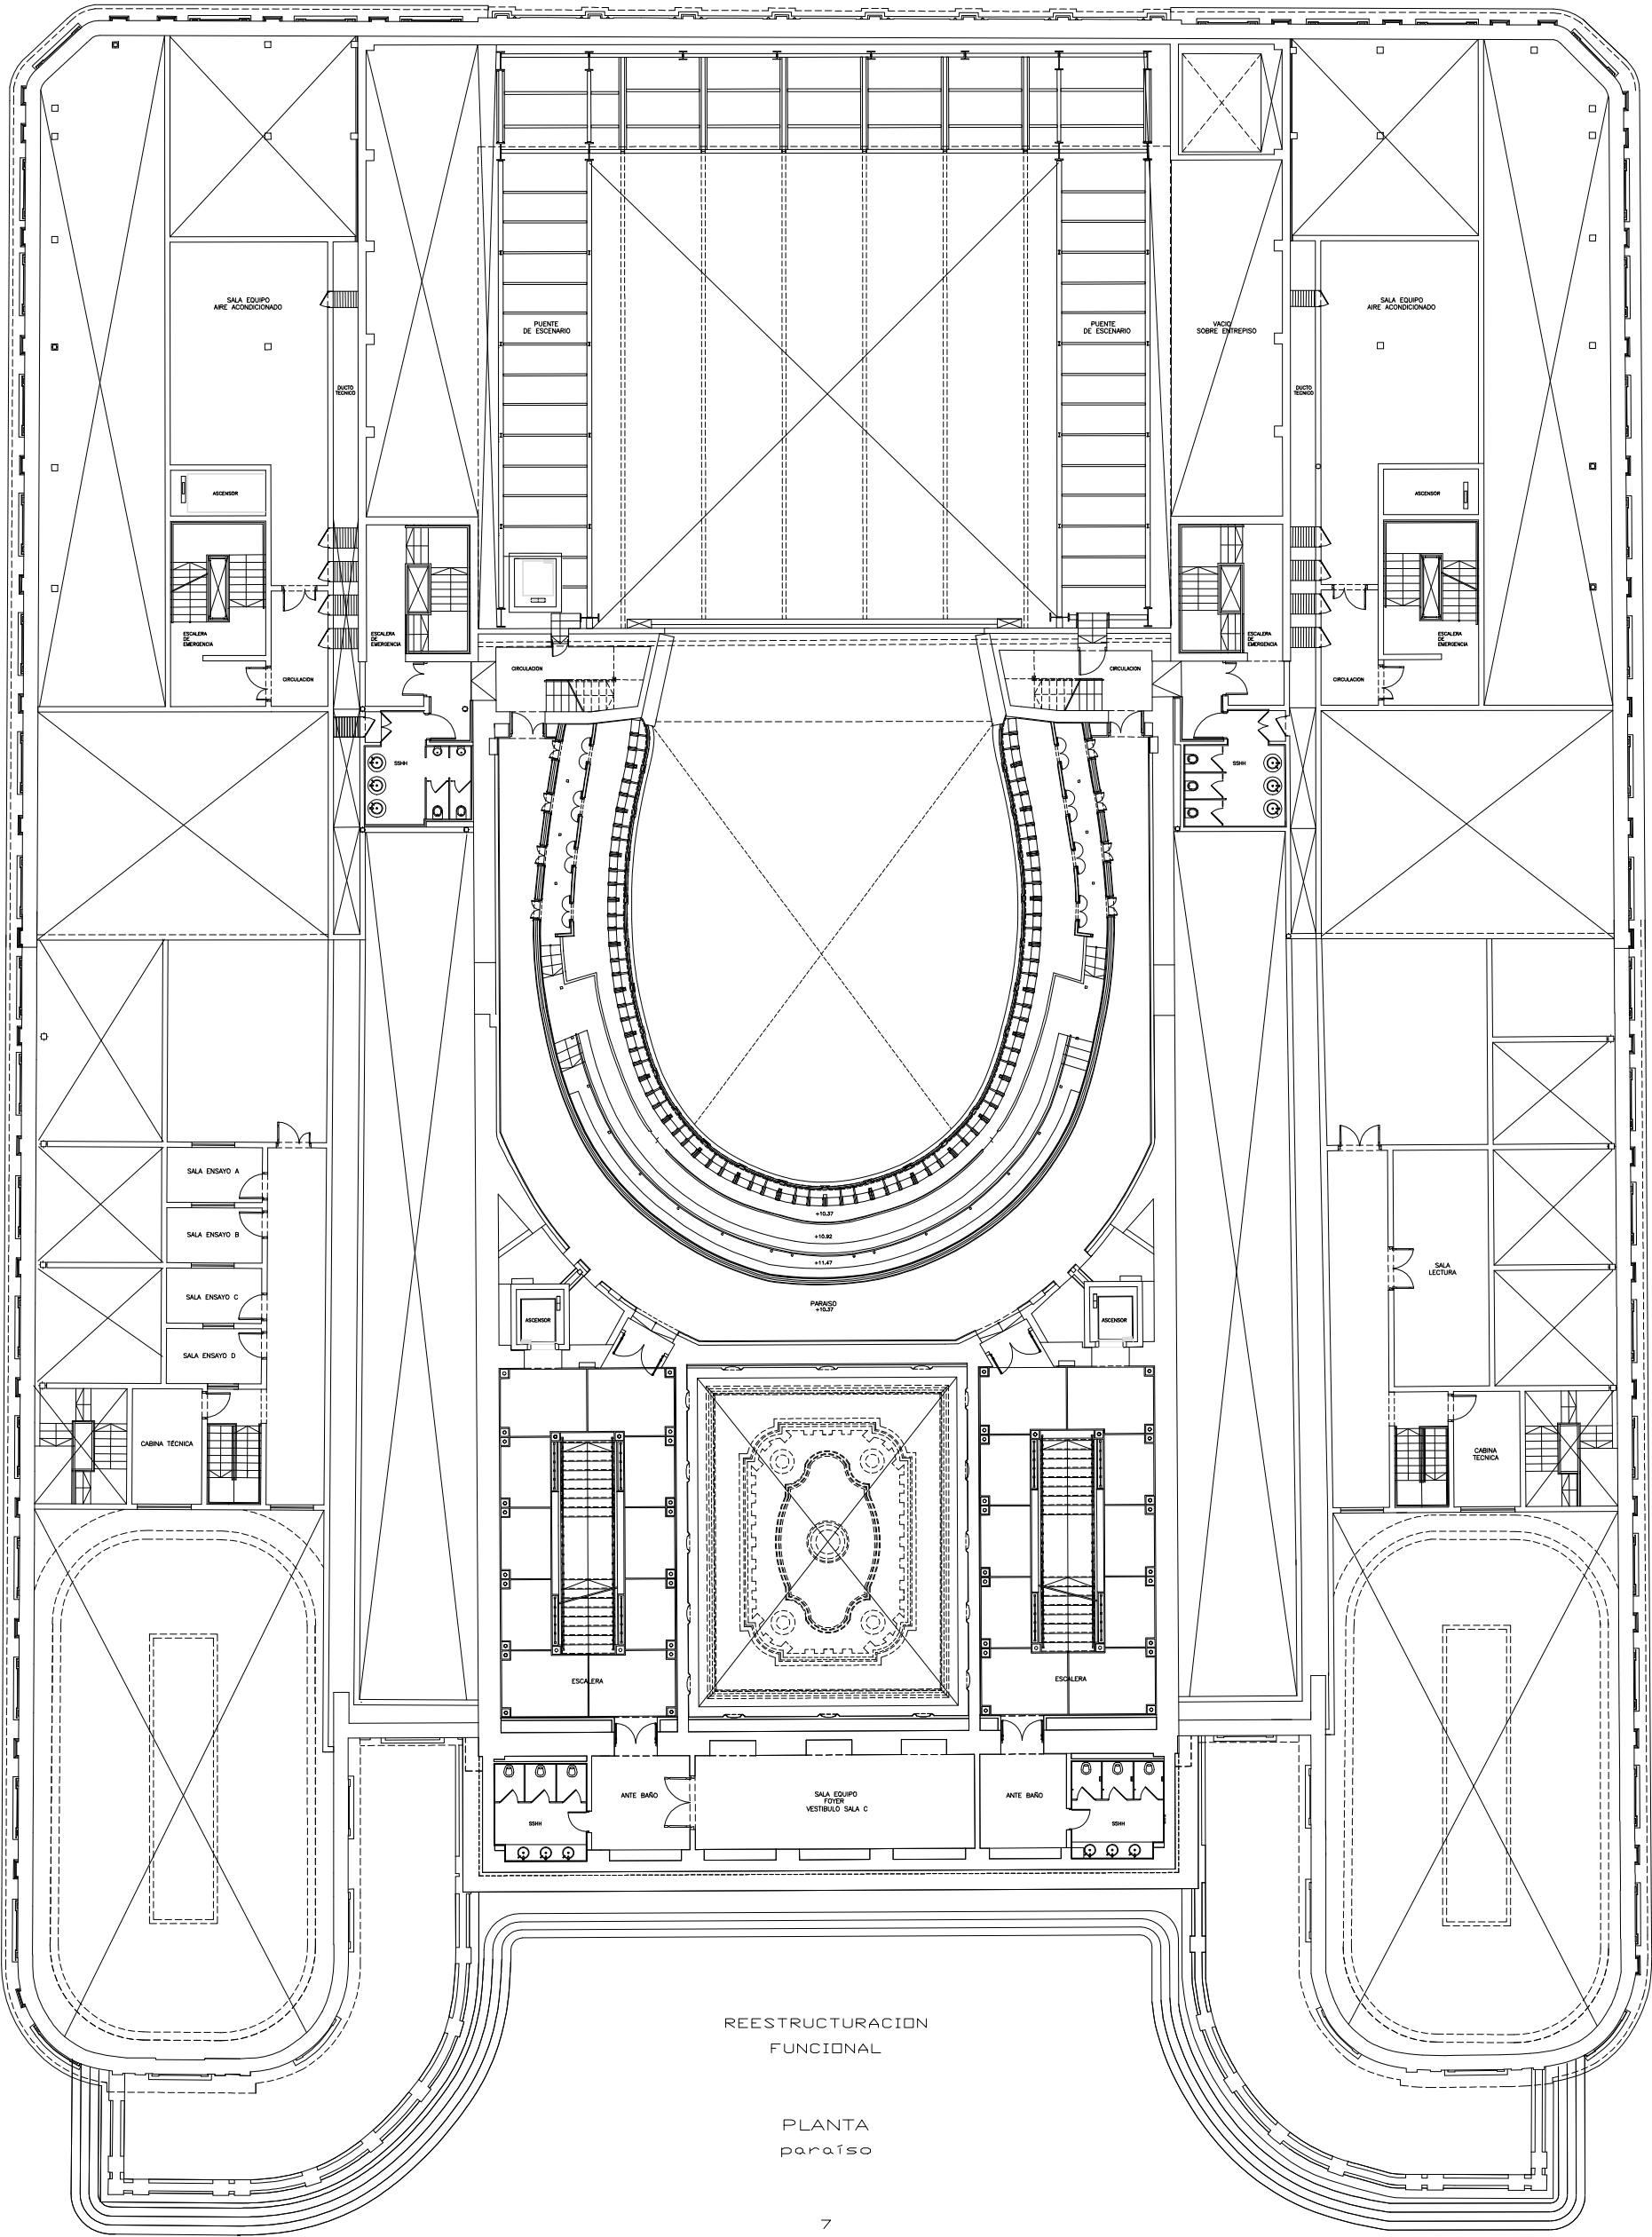 SALA EQUIPO
AIRE ACONDICIONADO
PUENTE
DE ESCENARIO
PUENTE
DE ESCENARIO
VACIO
SOBRE ENTREPISO
SALA EQUIPO
AIRE ACONDICIONADO
DUCTO
TECNICO
DUCTO
TECNICO
ASCENSOR
ASCENSOR
ESCALERA
DE
EMERGENCIA
ESCALERA
DE
EMERGENCIA
ESCALERA
DE
EMERGENCIA
ESCALERA
DE
EMERGENCIA
CIRCULACION
CIRCULACION
CIRCULACION
CIRCULACION
SSHH
SSHH
SALA ENSAYO A
SALA ENSAYO B
SALA ENSAYO C
SALA ENSAYO D
+10.37
+10.92
+11.47
PARAISO
+10.37
SALA
LECTURA
ASCENSOR
ASCENSOR
CABINA TÉCNICA
CABINA
TECNICA
ESCALERA
ESCALERA
ANTE BAÑO
SALA EQUIPO
FOYER
VESTIBULO SALA C
ANTE BAÑO
SSHH
SSHH
REESTRUCTURACION
FUNCIONAL
PLANTA
paraíso
7